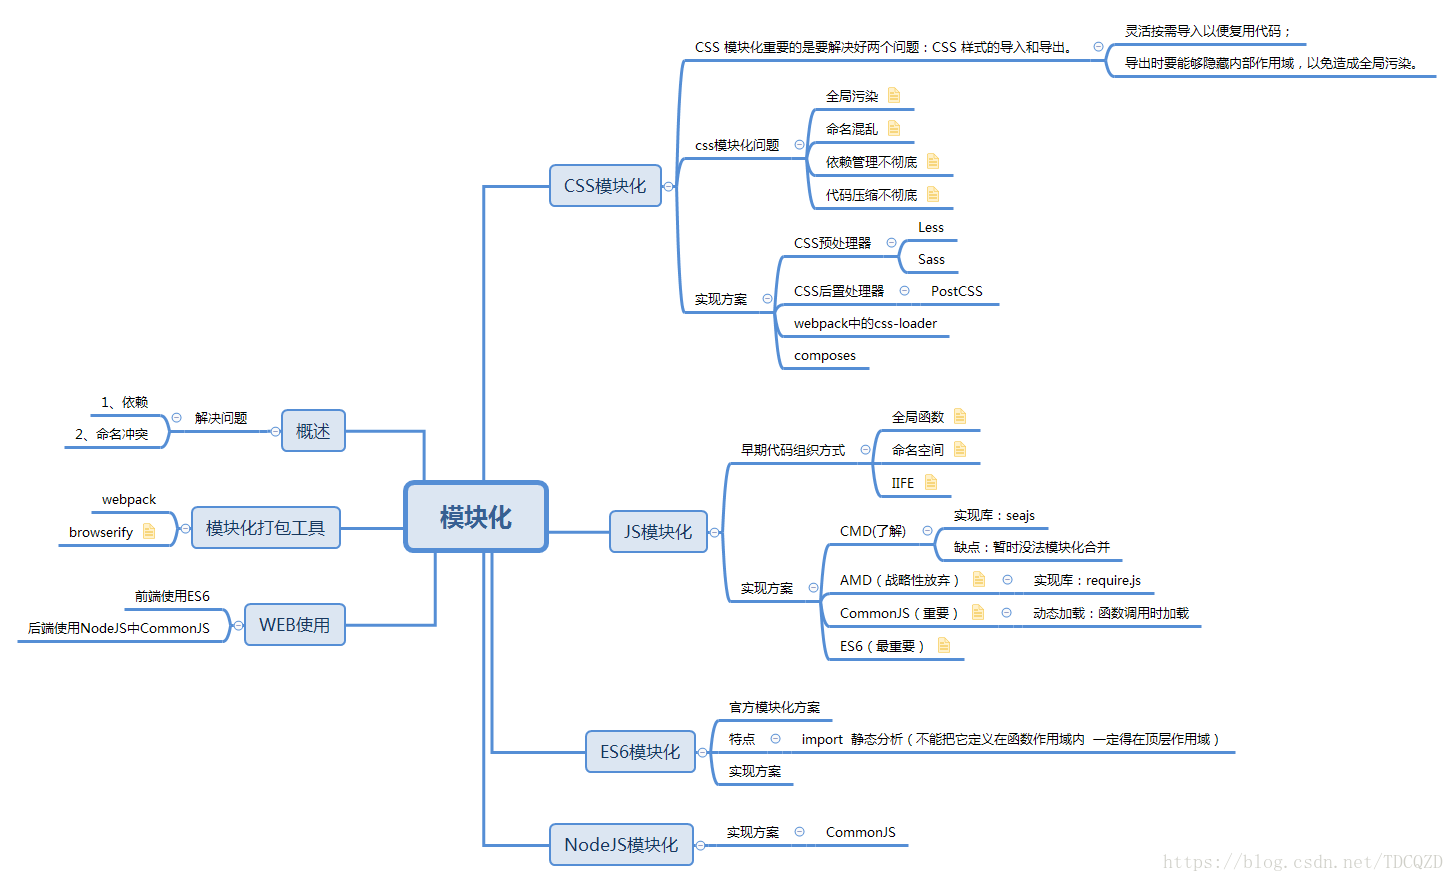 模块化
CSS模块化
CSS 模块化重要的是要解决好两个问题：CSS 样式的导入和导出。
灵活按需导入以便复用代码；
导出时要能够隐藏内部作用域，以免造成全局污染。
css模块化问题
全局污染
命名混乱
依赖管理不彻底
代码压缩不彻底
实现方案
CSS预处理器
Less
Sass
CSS后置处理器
PostCSS
webpack中的css-loader
composes
概述
解决问题
1、依赖
2、命名冲突
模块化打包工具
webpack
browserify
WEB使用
前端使用ES6
后端使用NodeJS中CommonJS
JS模块化
早期代码组织方式
全局函数
命名空间
IIFE
实现方案
CMD(了解)
实现库：seajs
缺点：暂时没法模块化合并
AMD（战略性放弃）
实现库：require.js
CommonJS（重要）
动态加载：函数调用时加载
ES6（最重要）
ES6模块化
官方模块化方案
特点
import 静态分析（不能把它定义在函数作用域内 一定得在顶层作用域）
实现方案
NodeJS模块化
实现方案
CommonJS
https://blog.csdn.net/TDCQZD